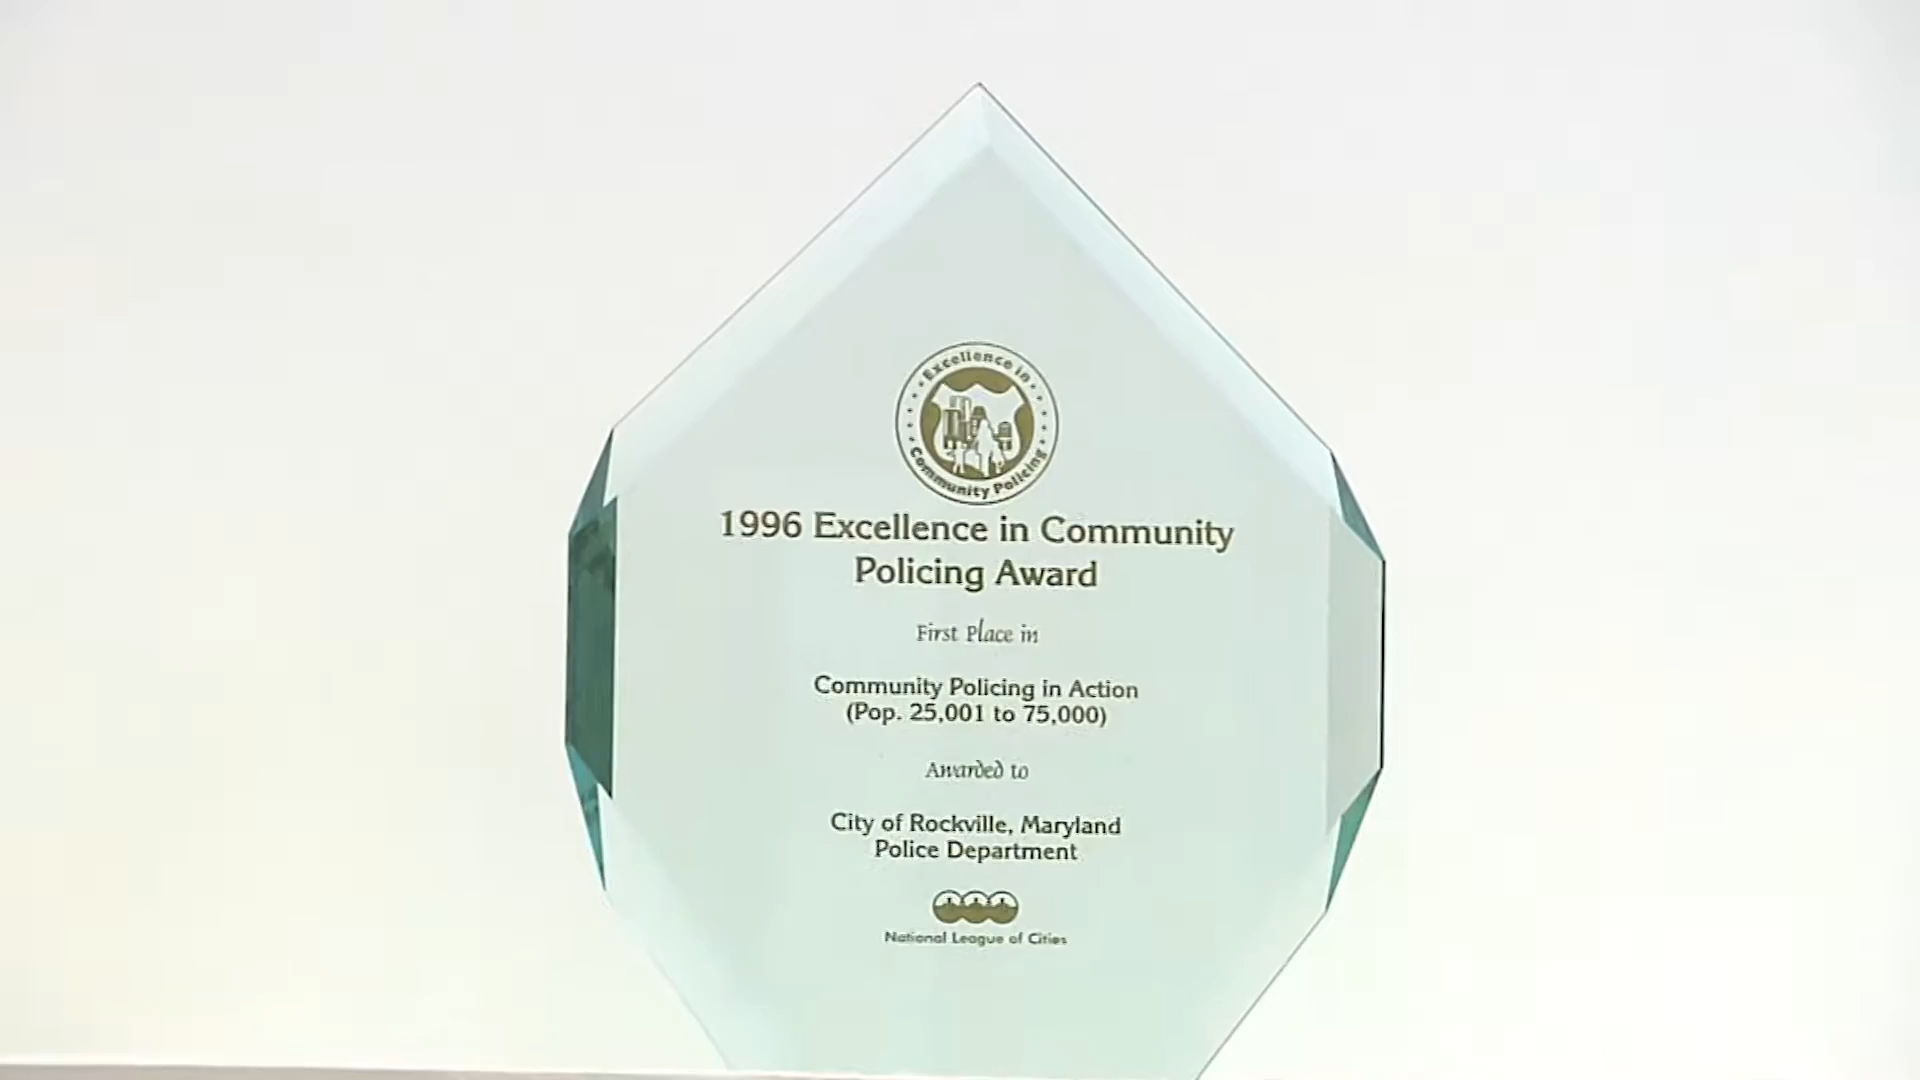 Excellence in
Community Policing
1996 Excellence in Community
Policing Award
First Place in
Community Policing in Action
(Pop. 25,001 to 75,000)
Awarded to
City of Rockville, Maryland
Police Department
National League of Cities